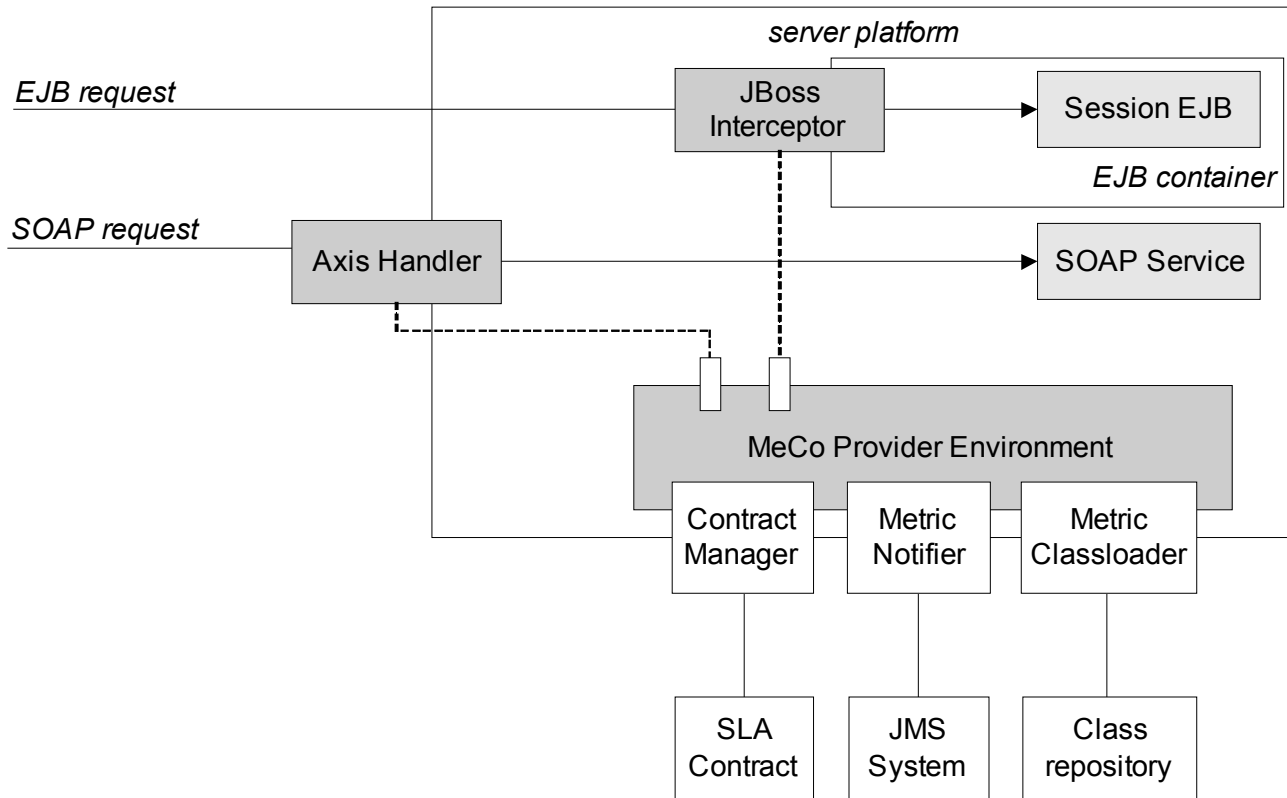 server platform
EJB request
JBoss
Interceptor
Session EJB
EJB container
SOAP request
Axis Handler
SOAP Service
MeCo Provider Environment
Contract
Manager
Metric
Notifier
Metric
Classloader
SLA
Contract
JMS
System
Class
repository